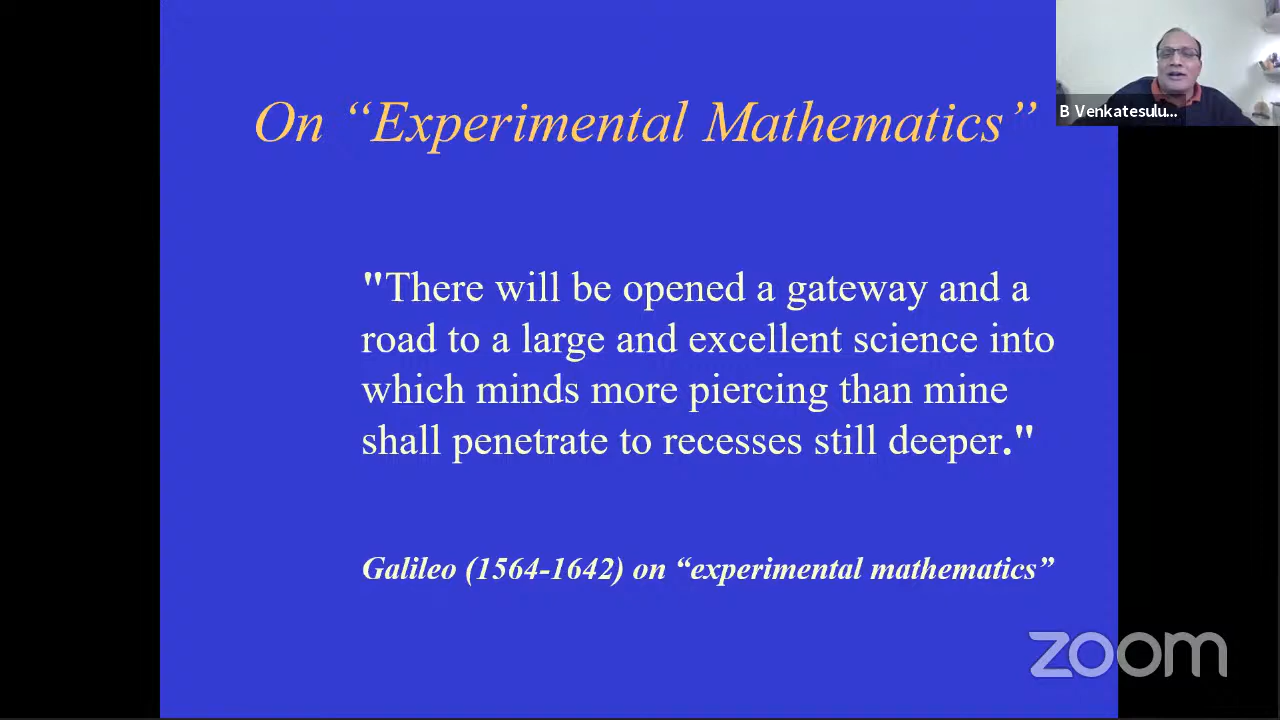 On “Experimental Mathematics”
B Venkatesulu...
"There will be opened a gateway and a
road to a large and excellent science into
which minds more piercing than mine
shall penetrate to recesses still deeper."
Galileo (1564-1642) on “experimental mathematics”
zoom